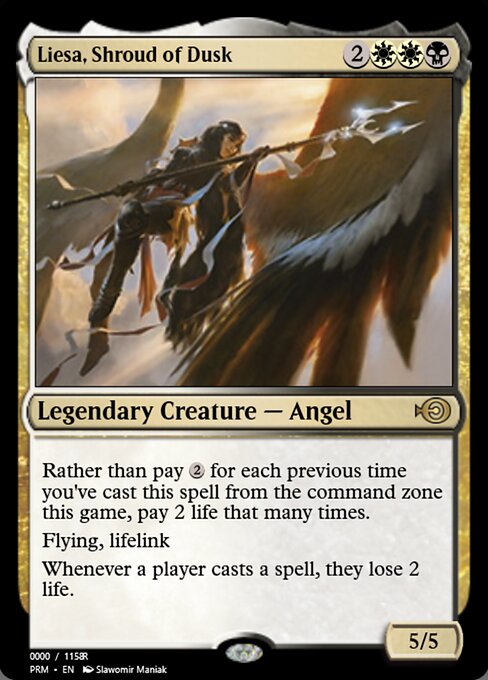 Liesa, Shroud of Dusk 2
Legendary Creature — Angel
Rather than pay 2 for each previous time
you've cast this spell from the command zone
this game, pay 2 life that many times.
Flying, lifelink
Whenever a player casts a spell, they lose 2
life.
5/5
0000 / 1158R
PRM • EN Slawomir Maniak